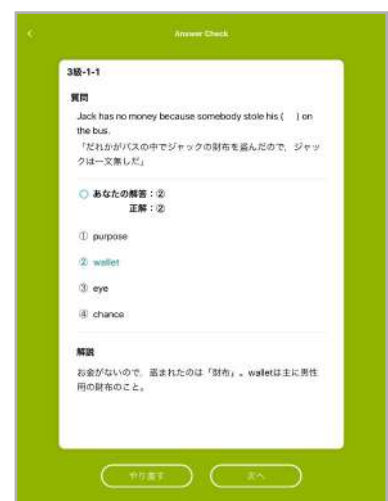 Answer Check
3級-1-1
質問
Jack has no money because somebody stole his (   ) on
the bus.
「だれかがバスの中でジャックの財布を盗んだので、ジャッ
クは一文無しだ」
あなたの解答：②
正解：②
① purpose
② wallet
③ eye
④ chance
解説
お金がないので、盗まれたのは「財布」。walletは主に男性
用の財布のこと。
やり直す
次へ